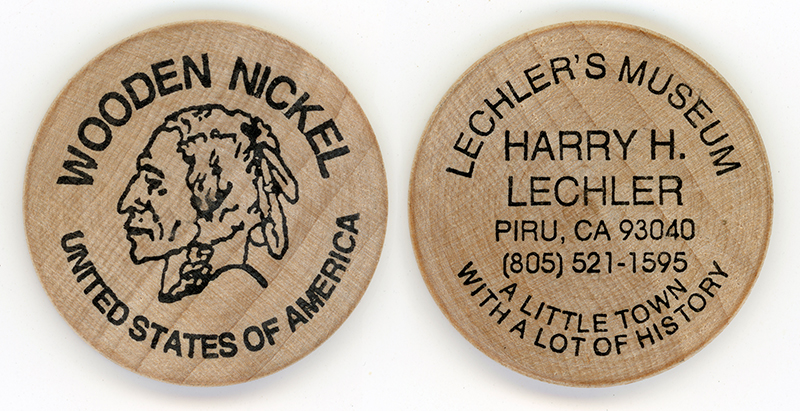 WOODEN NICKEL
UNITED STATES OF AMERICA
LECHLER'S MUSEUM
HARRY H.
LECHLER
PIRU, CA 93040
(805) 521-1595
A LITTLE TOWN
WITH A LOT OF HISTORY